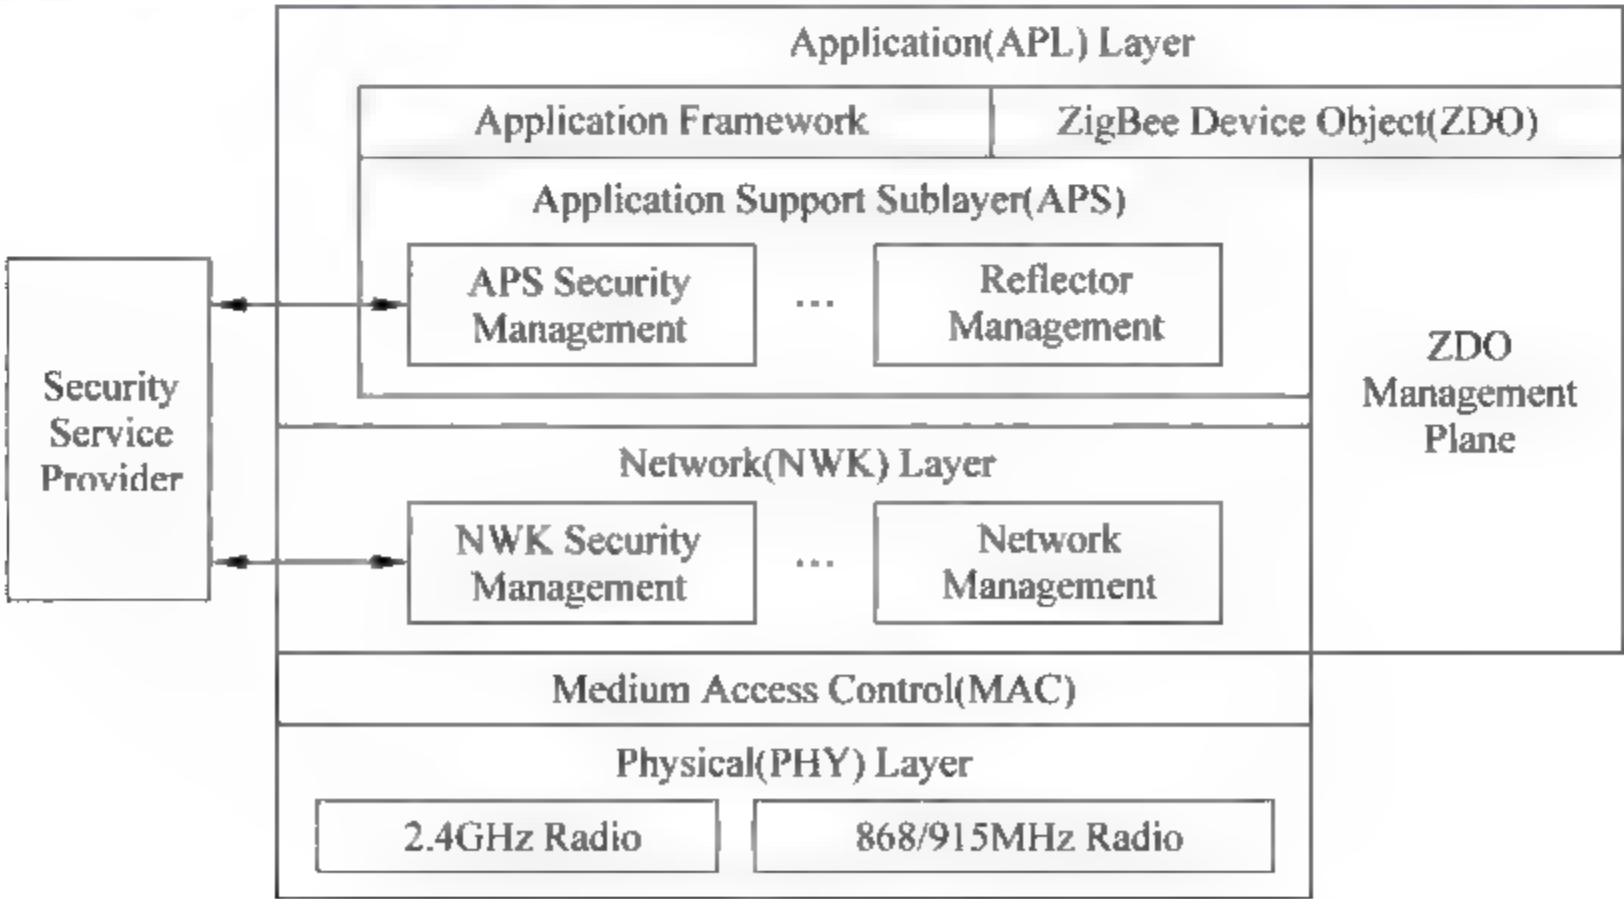 Application(APL) Layer
Application Framework
ZigBee Device Object(ZDO)
Application Support Sublayer(APS)
APS Security
Management
...
Reflector
Management
Security
Service
Provider
ZDO
Management
Plane
Network(NWK) Layer
NWK Security
Management
...
Network
Management
Medium Access Control(MAC)
Physical(PHY) Layer
2.4GHz Radio
868/915MHz Radio